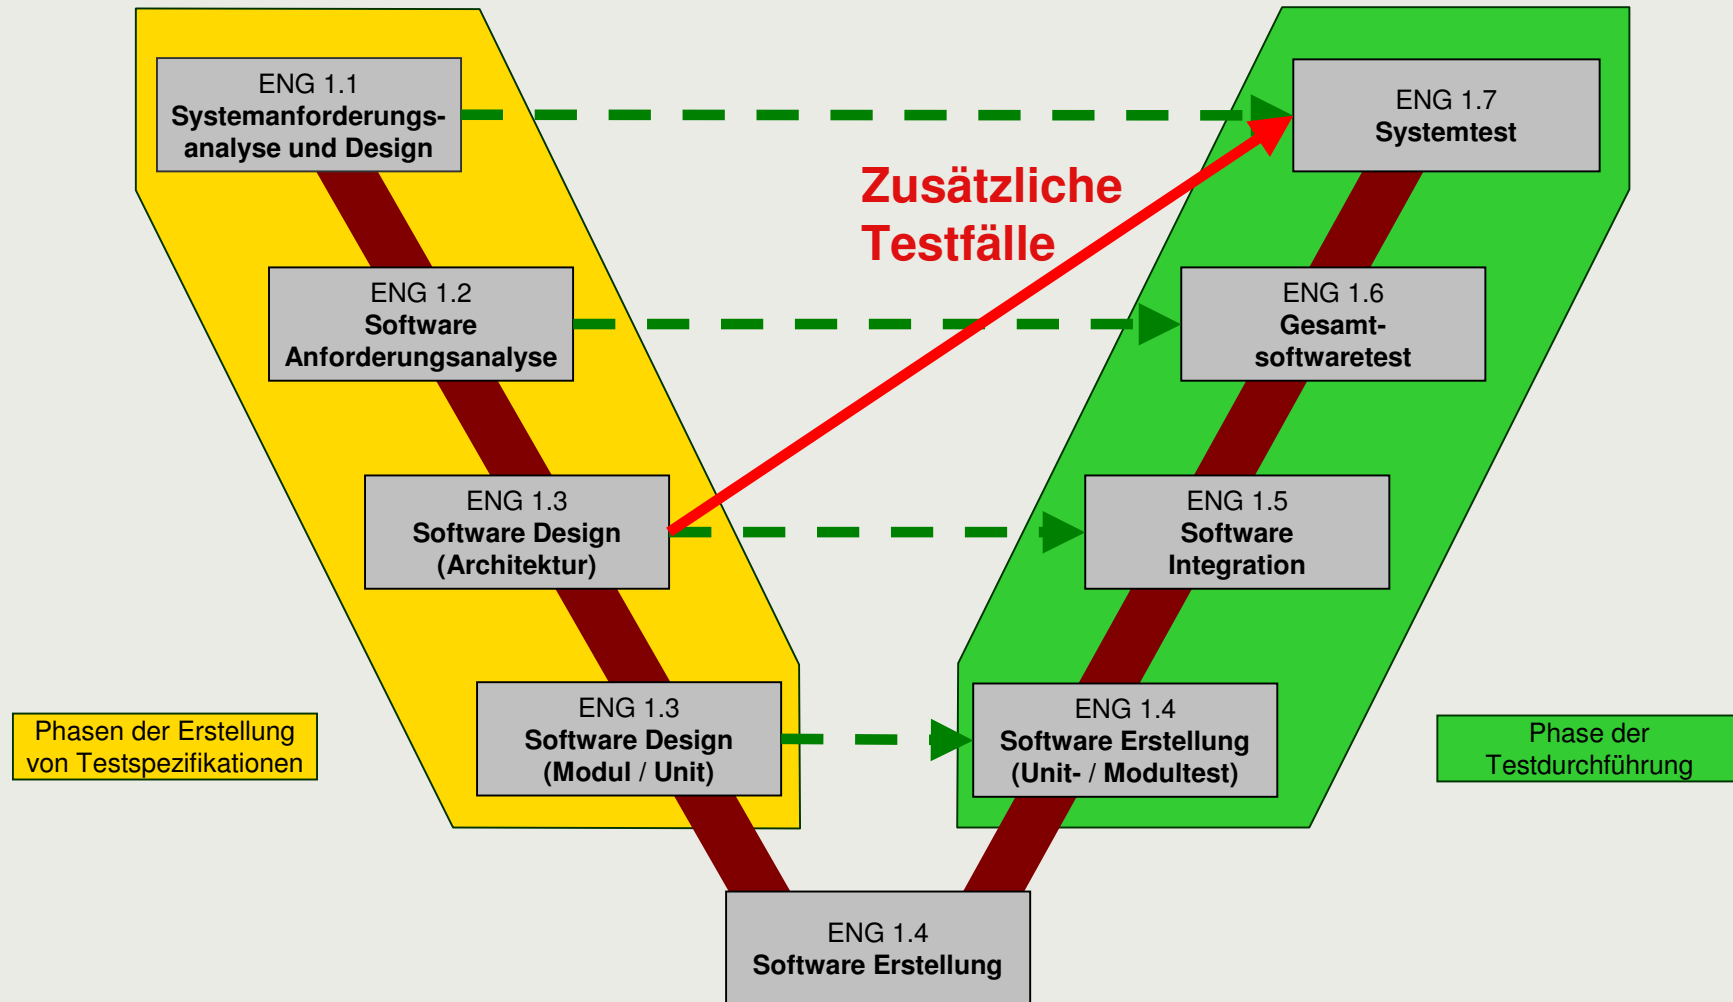 ENG 1.1
Systemanforderungs-
analyse und Design
ENG 1.7
Systemtest
Zusätzliche
Testfälle
ENG 1.2
Software
Anforderungsanalyse
ENG 1.6
Gesamt-
softwaretest
ENG 1.3
Software Design
(Architektur)
ENG 1.5
Software
Integration
ENG 1.3
Software Design
(Modul / Unit)
ENG 1.4
Software Erstellung
(Unit- / Modultest)
Phasen der Erstellung
von Testspezifikationen
Phase der
Testdurchführung
ENG 1.4
Software Erstellung